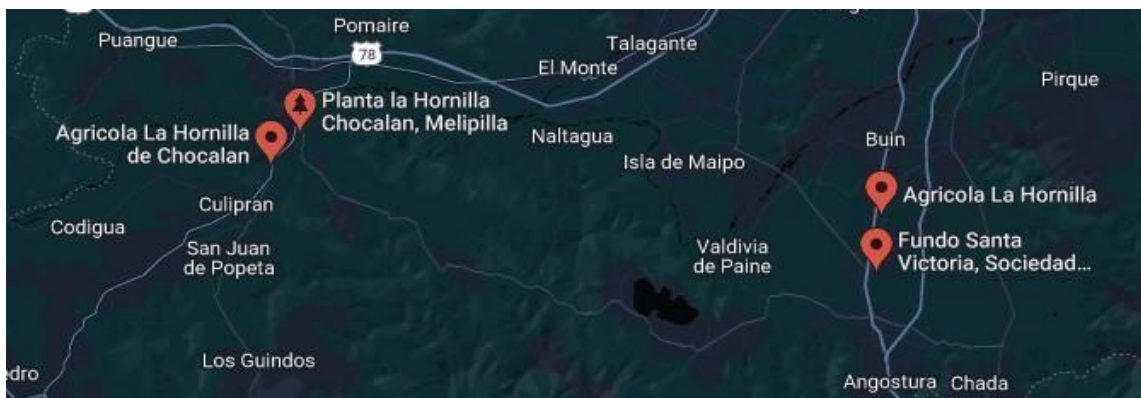 Pomaire
Puangue
78
Talagante
El Monte
Pirque
Planta la Hornilla
Chocalan, Melipilla
Agricola La Hornilla
de Chocalan
Naltagua
Buin
Isla de Maipo
Agricola La Hornilla
Culipran
Codigua
San Juan
de Popeta
Valdivia
de Paine
Fundo Santa
Victoria, Sociedad...
Los Guindos
edro
Angostura
Chada